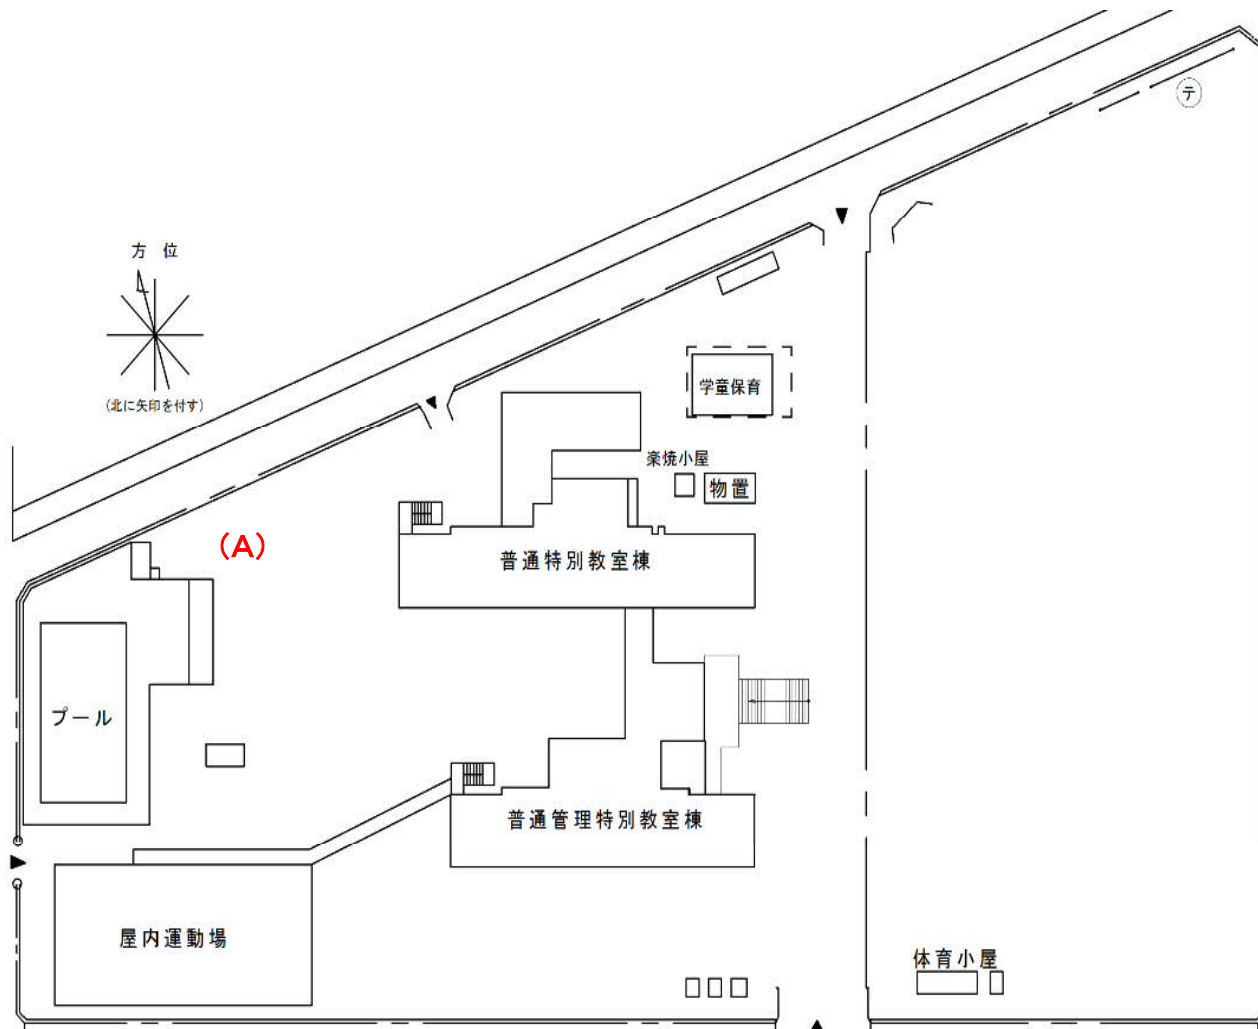 テ
方 位
(北に矢印を付す)
学童保育
楽焼小屋
物置
(A)
普通特別教室棟
プール
普通管理特別教室棟
屋内運動場
体育小屋